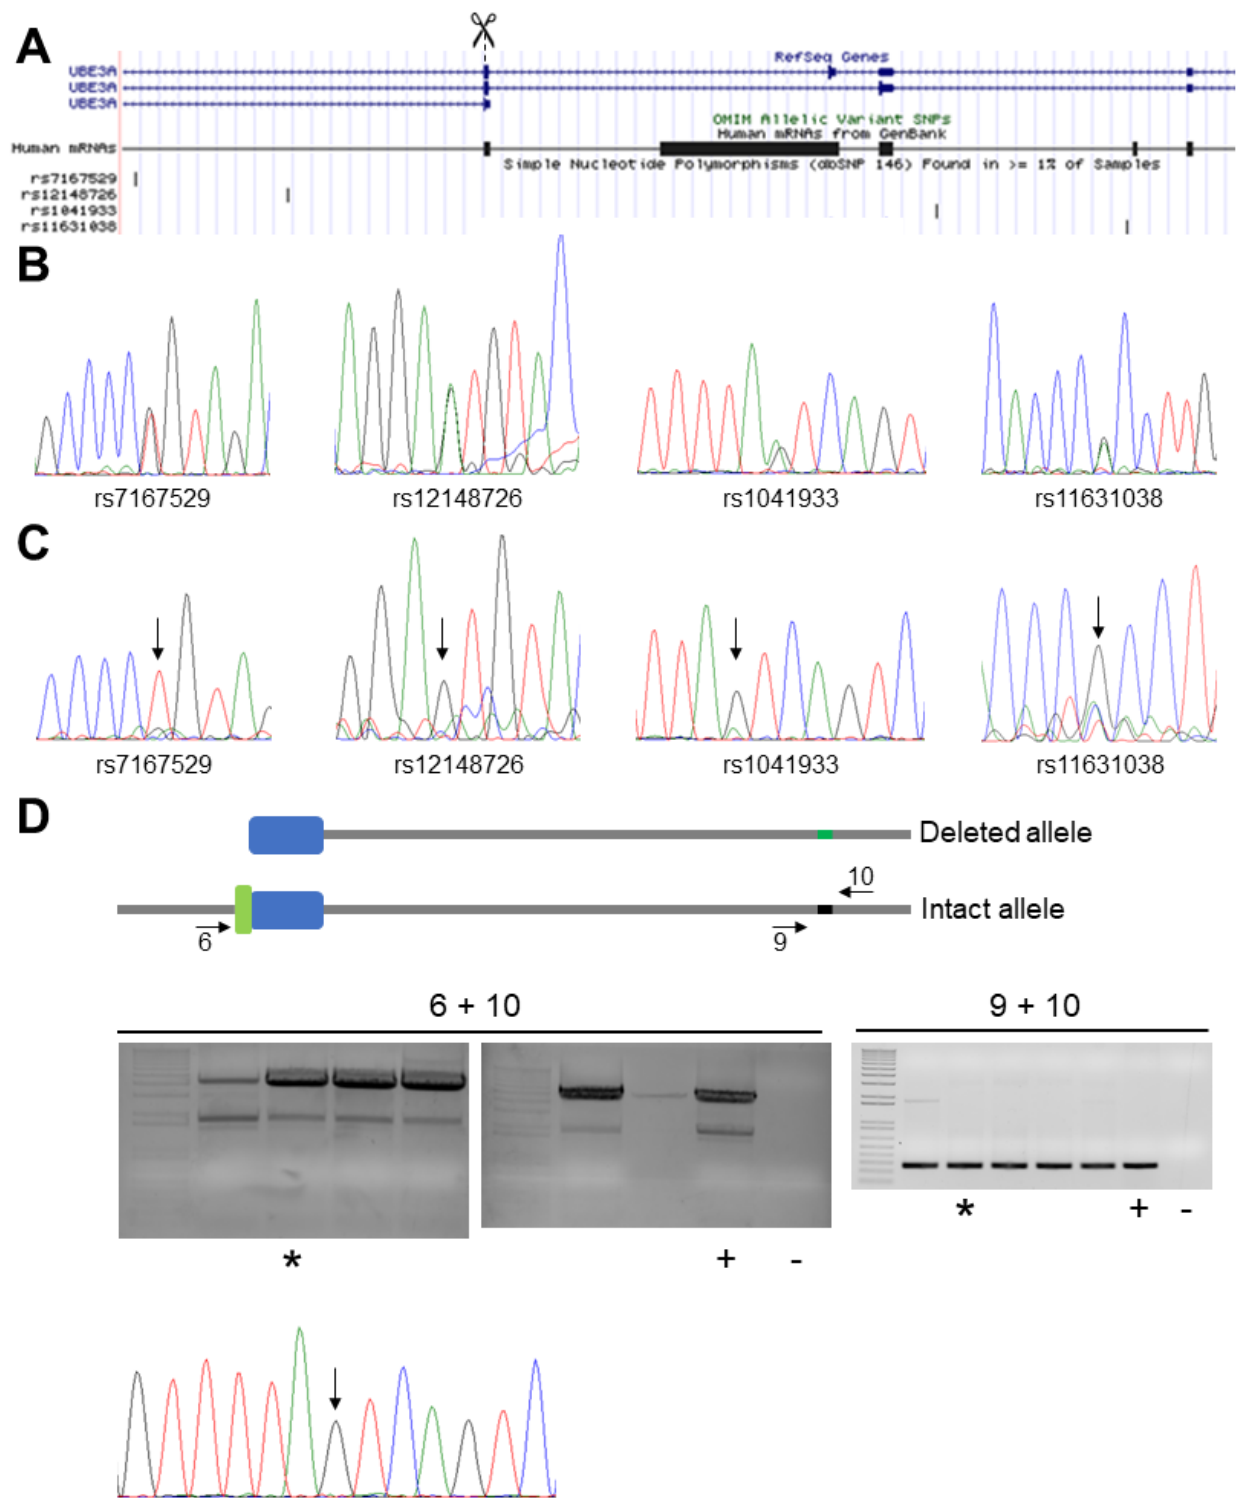 A
RefSeq Genes
UBE3A
UBE3A
UBE3A
OMIM Allelic Variant SNPs
Human mRNAs from GenBank
Human mRNAs
Simple Nucleotide Polymorphisms (dbSNP 146) Found in >= 1% of Samples
rs7167529
rs12148726
rs1041933
rs11631038
B
rs7167529 rs12148726 rs1041933 rs11631038
C
rs7167529 rs12148726 rs1041933 rs11631038
D
Deleted allele
10
Intact allele
6 9
6 + 10 9 + 10
* + -
* + -